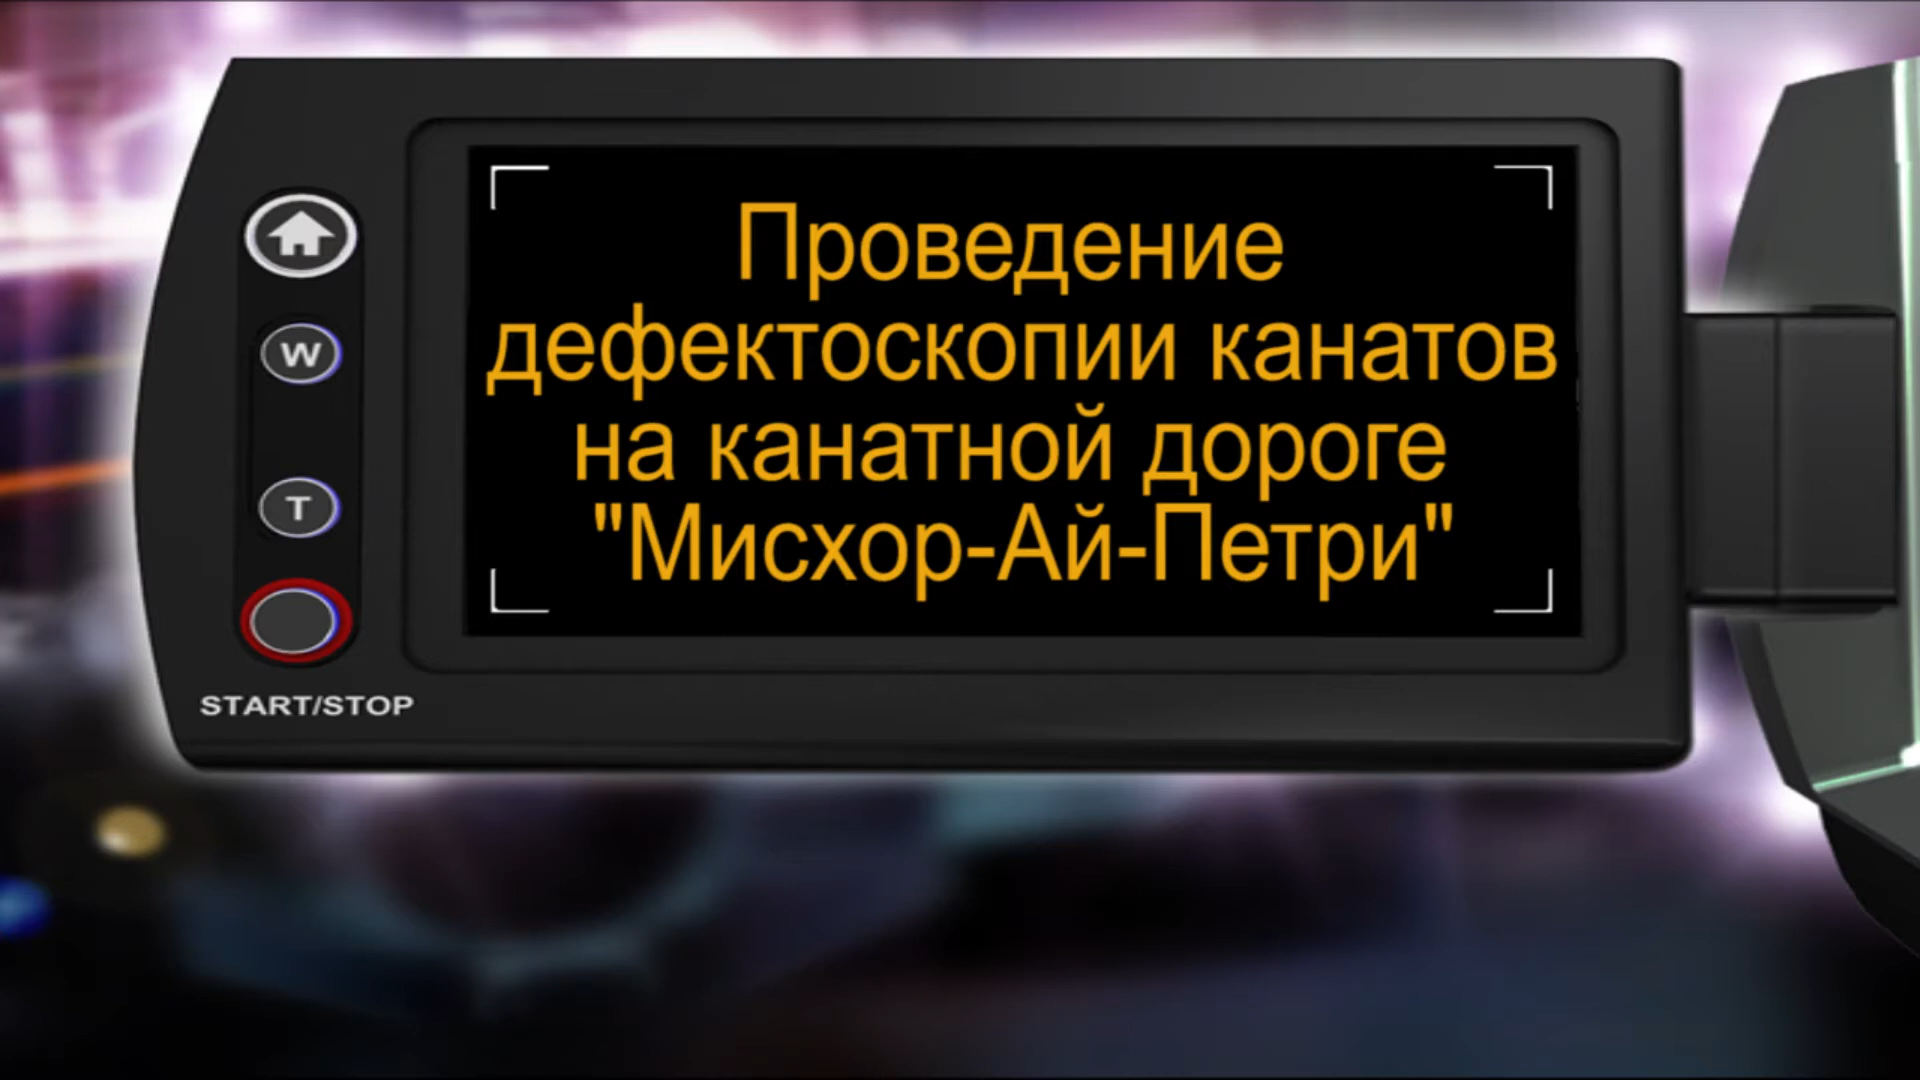 Проведение
дефектоскопии канатов
на канатной дороге
"Мисхор-Ай-Петри"
W
T
START/STOP